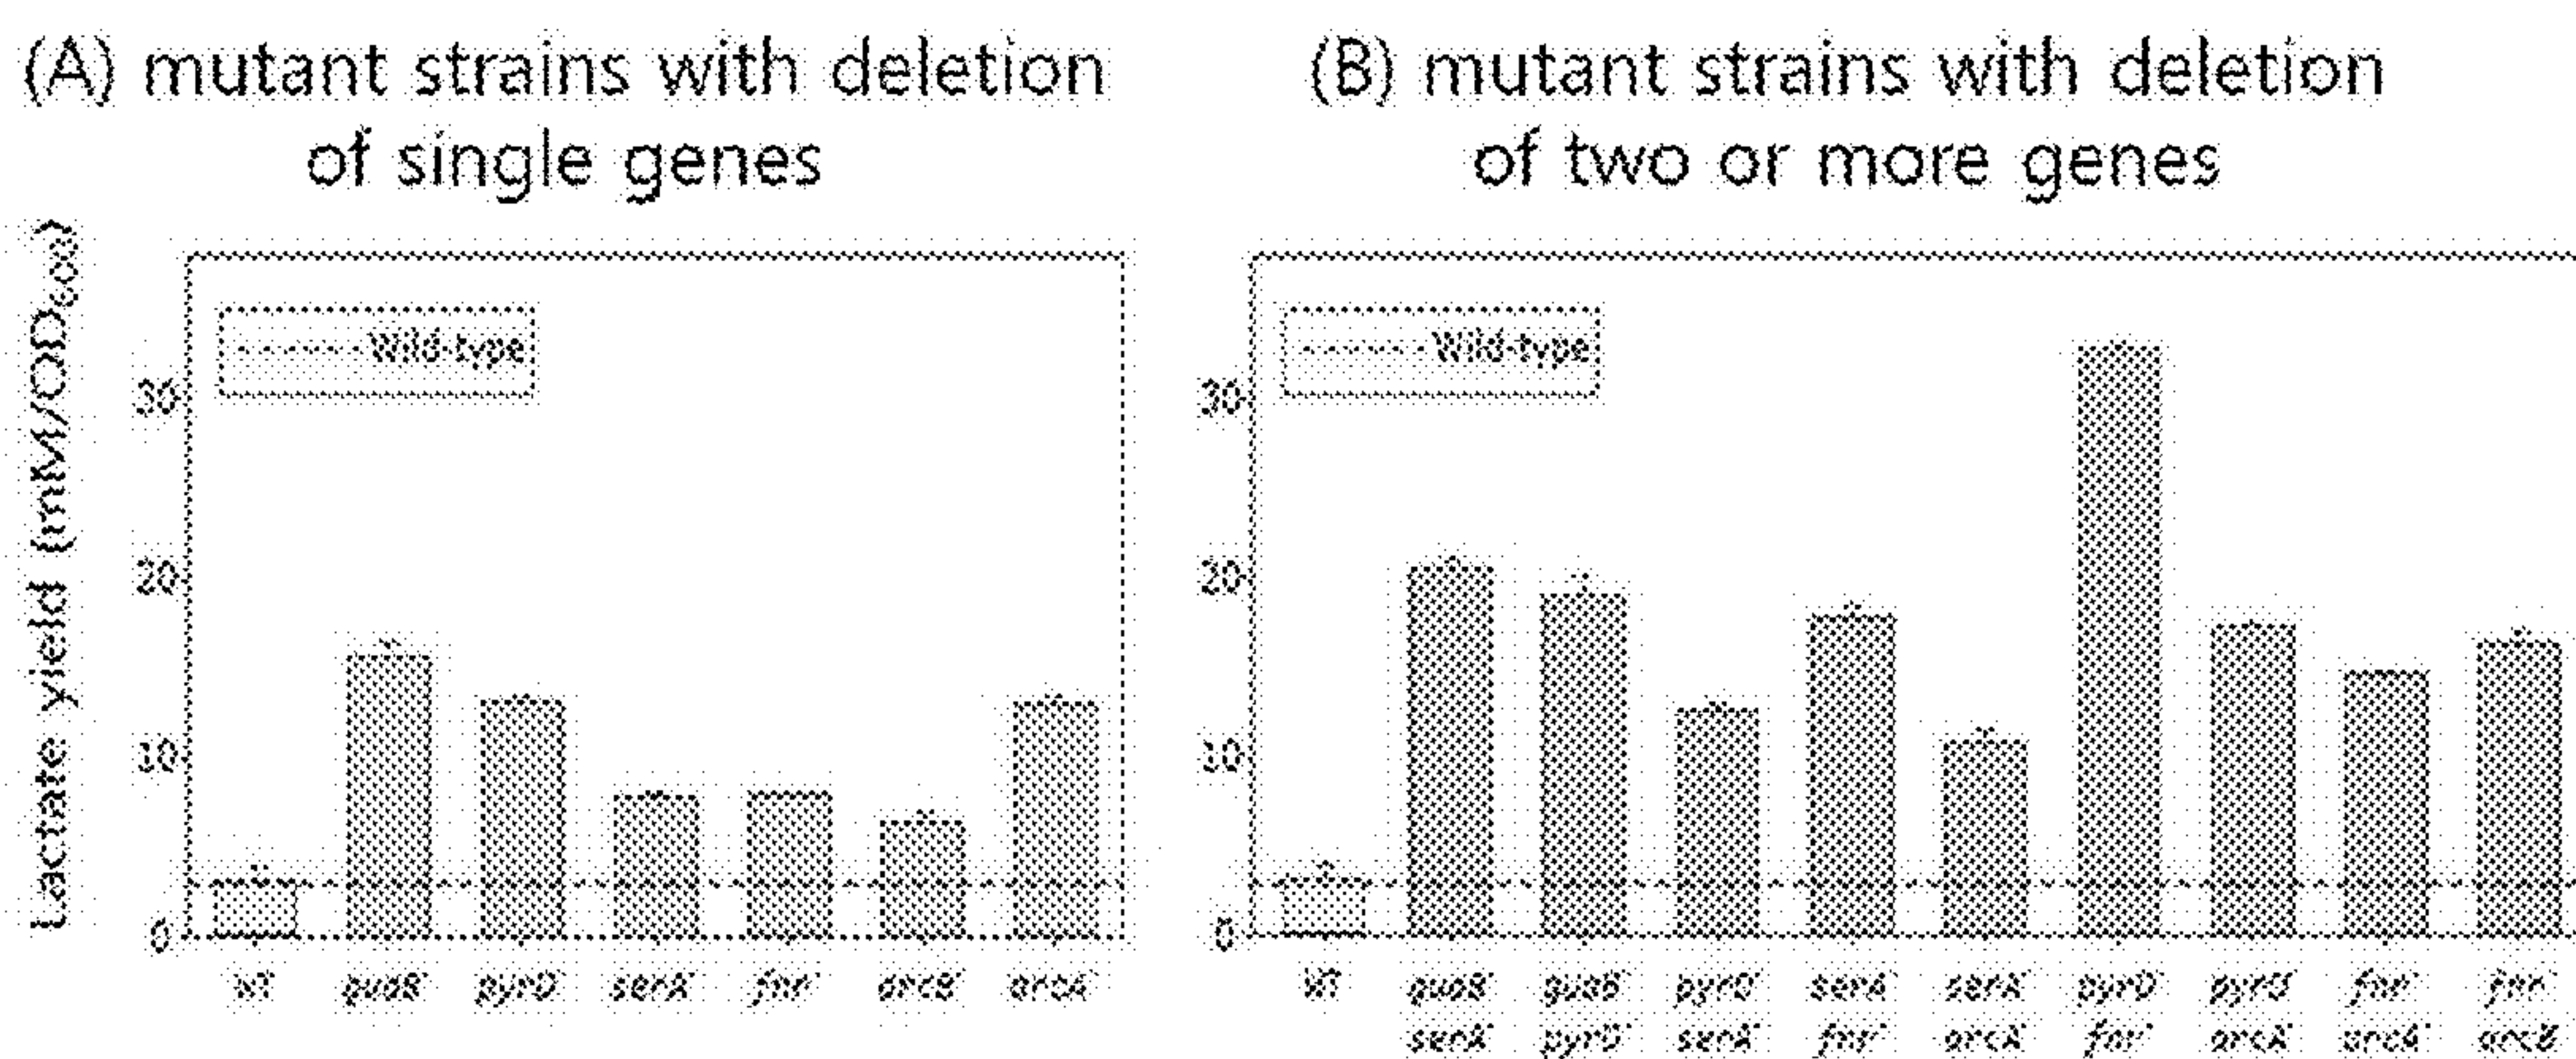 (A) mutant strains with deletion
of single genes
(B) mutant strains with deletion
of two or more genes
Lactate yield (mM/OD600)
30
20
10
0
Wild-type
WT guaB⁻ pyrD⁻ serA⁻ fnr⁻ arcB⁻ arcA⁻
30
20
10
0
Wild-type
WT guaB⁻ guaB⁻ pyrD⁻ serA⁻ serA⁻ pyrD⁻ pyrD⁻ fnr⁻ fnr⁻
serA⁻ pyrD⁻ serA⁻ fnr⁻ arcA⁻ fnr⁻ arcA⁻ arcA⁻ arcB⁻